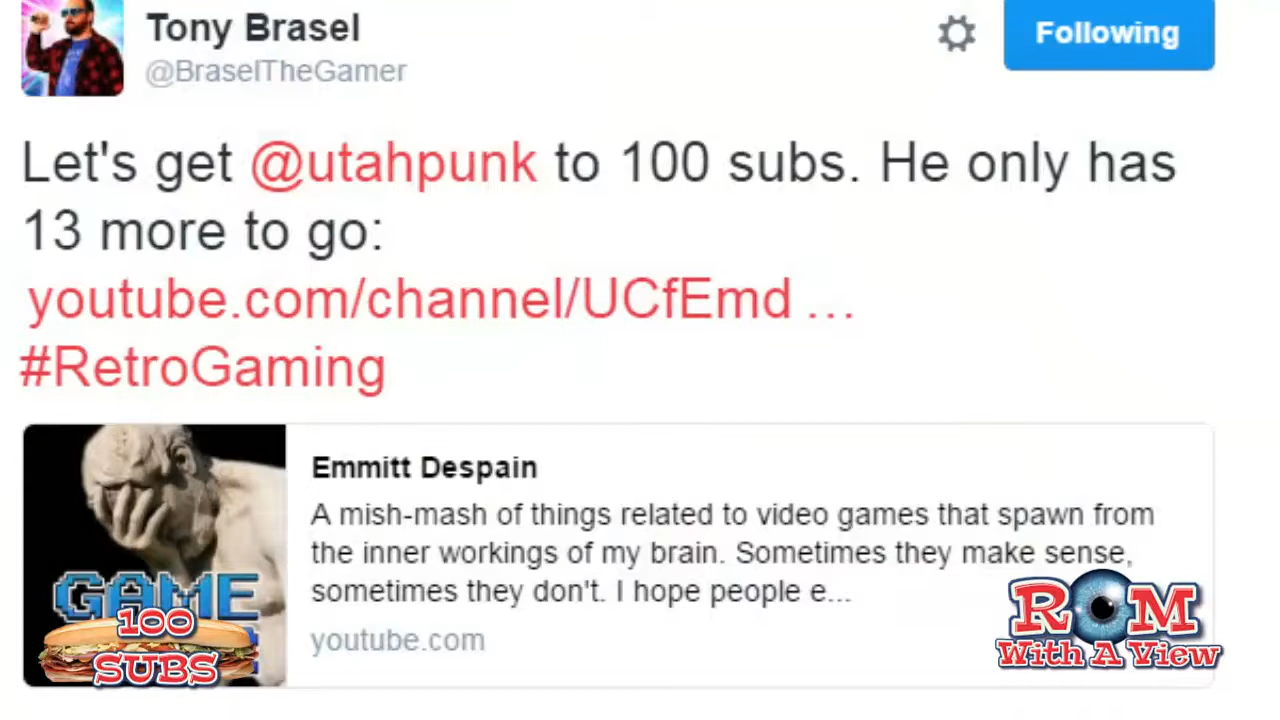 Tony Brasel
@BraselTheGamer
Following
Let's get @utahpunk to 100 subs. He only has
13 more to go:
youtube.com/channel/UCfEmd ...
#RetroGaming
Emmitt Despain
A mish-mash of things related to video games that spawn from
the inner workings of my brain. Sometimes they make sense,
sometimes they don't. I hope people e...
youtube.com
GAME
100
SUBS
ROM
With A View